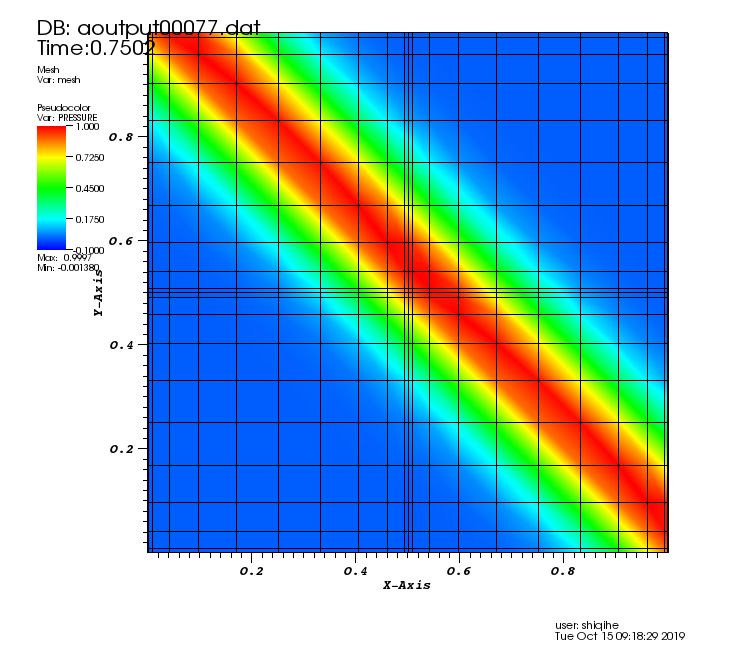 DB: aoutput00077.dat
Time:0.7502
Mesh
Var: mesh
Pseudocolor
Var: PRESSURE
1.000
0.7250
0.4500
0.1750
-0.1000
Max: 0.9997
Min: -0.001380
Y-Axis
0.8
0.6
0.4
0.2
0.2 0.4 0.6 0.8
X-Axis
user: shiqihe
Tue Oct 15 09:18:29 2019